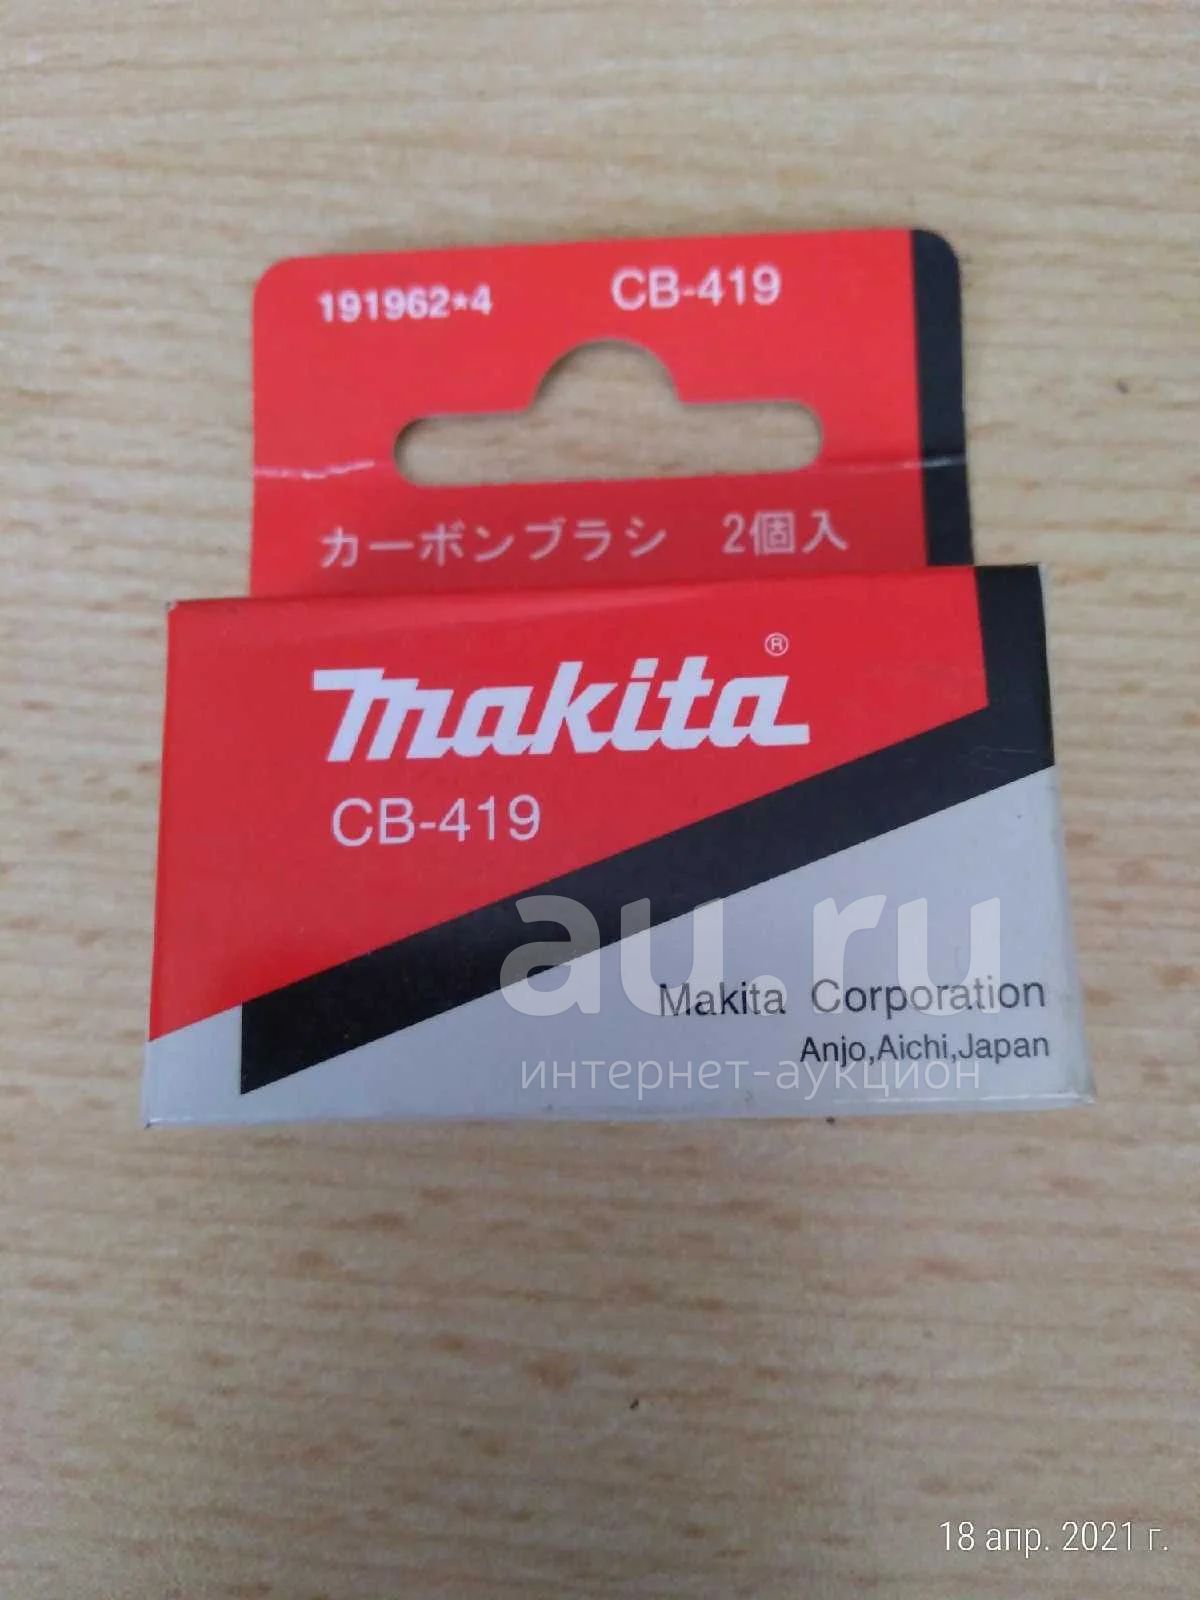 191962*4 CB-419
カーボンブラシ 2個入
makita®
CB-419
au.ru
Makita Corporation
Anjo,Aichi,Japan
интернет-аукцион
18 апр. 2021 г.